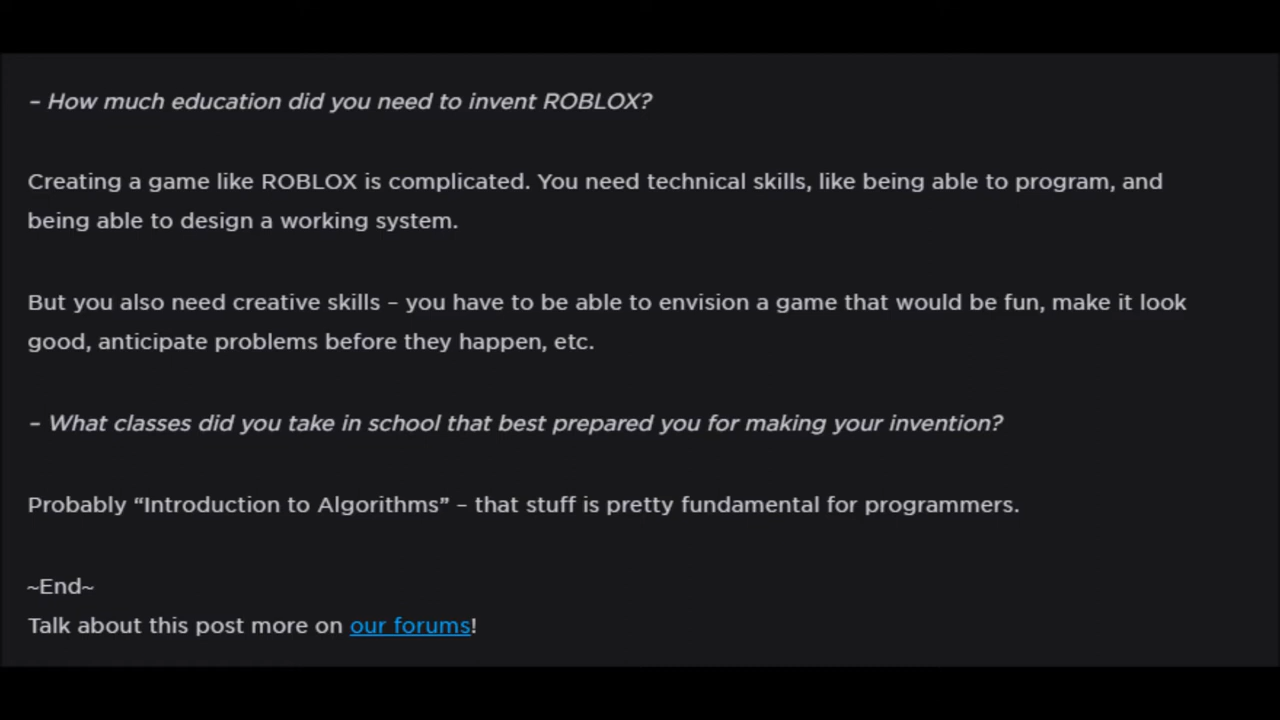 – How much education did you need to invent ROBLOX?
Creating a game like ROBLOX is complicated. You need technical skills, like being able to program, and
being able to design a working system.
But you also need creative skills – you have to be able to envision a game that would be fun, make it look
good, anticipate problems before they happen, etc.
– What classes did you take in school that best prepared you for making your invention?
Probably “Introduction to Algorithms” – that stuff is pretty fundamental for programmers.
~End~
Talk about this post more on our forums!